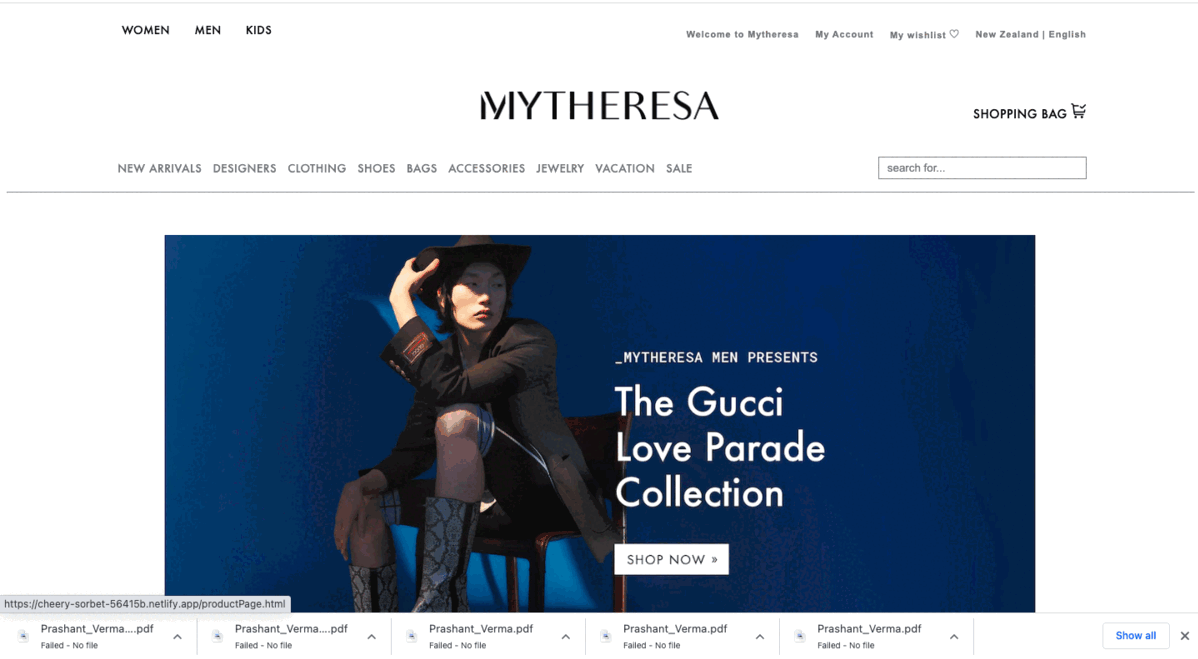 WOMEN MEN KIDS
Welcome to Mytheresa My Account My wishlist ♡ New Zealand | English
MYTHERESA
SHOPPING BAG
NEW ARRIVALS DESIGNERS CLOTHING SHOES BAGS ACCESSORIES JEWELRY VACATION SALE
search for...
_MYTHERESA MEN PRESENTS
The Gucci
Love Parade
Collection
SHOP NOW »
https://cheery-sorbet-56415b.netlify.app/productPage.html
Prashant_Verma....pdf Prashant_Verma....pdf Prashant_Verma.pdf Prashant_Verma.pdf Prashant_Verma.pdf
Failed - No file Failed - No file Failed - No file Failed - No file Failed - No file
Show all